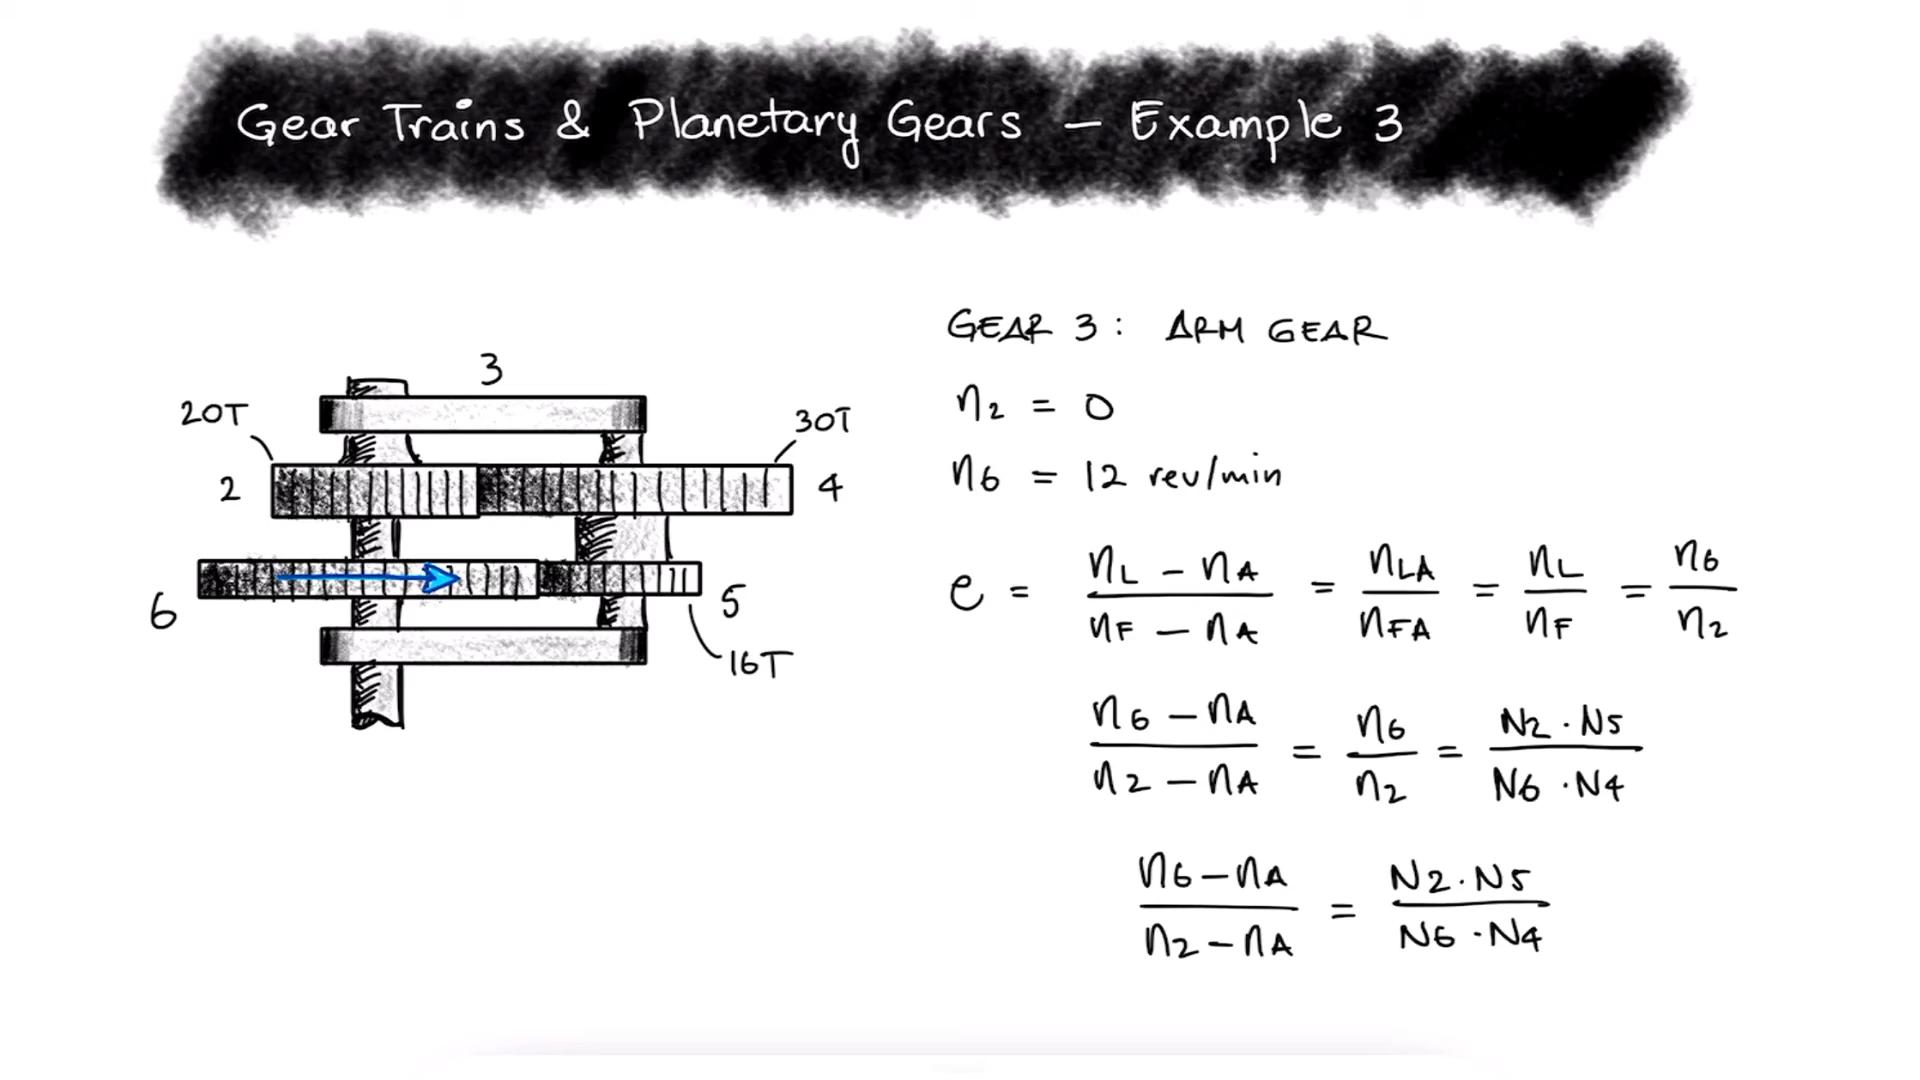 Gear Trains & Planetary Gears — Example 3
GEAR 3: ARM GEAR
n2 = 0
n6 = 12 rev/min
e = (nL - nA)/(nF - nA) = nLA/nFA = nL/nF = n6/n2
(n6 - nA)/(n2 - nA) = n6/n2 = (N2 · N5)/(N6 · N4)
(n6 - nA)/(n2 - nA) = (N2 · N5)/(N6 · N4)
3
20T
30T
2
4
6
5
16T